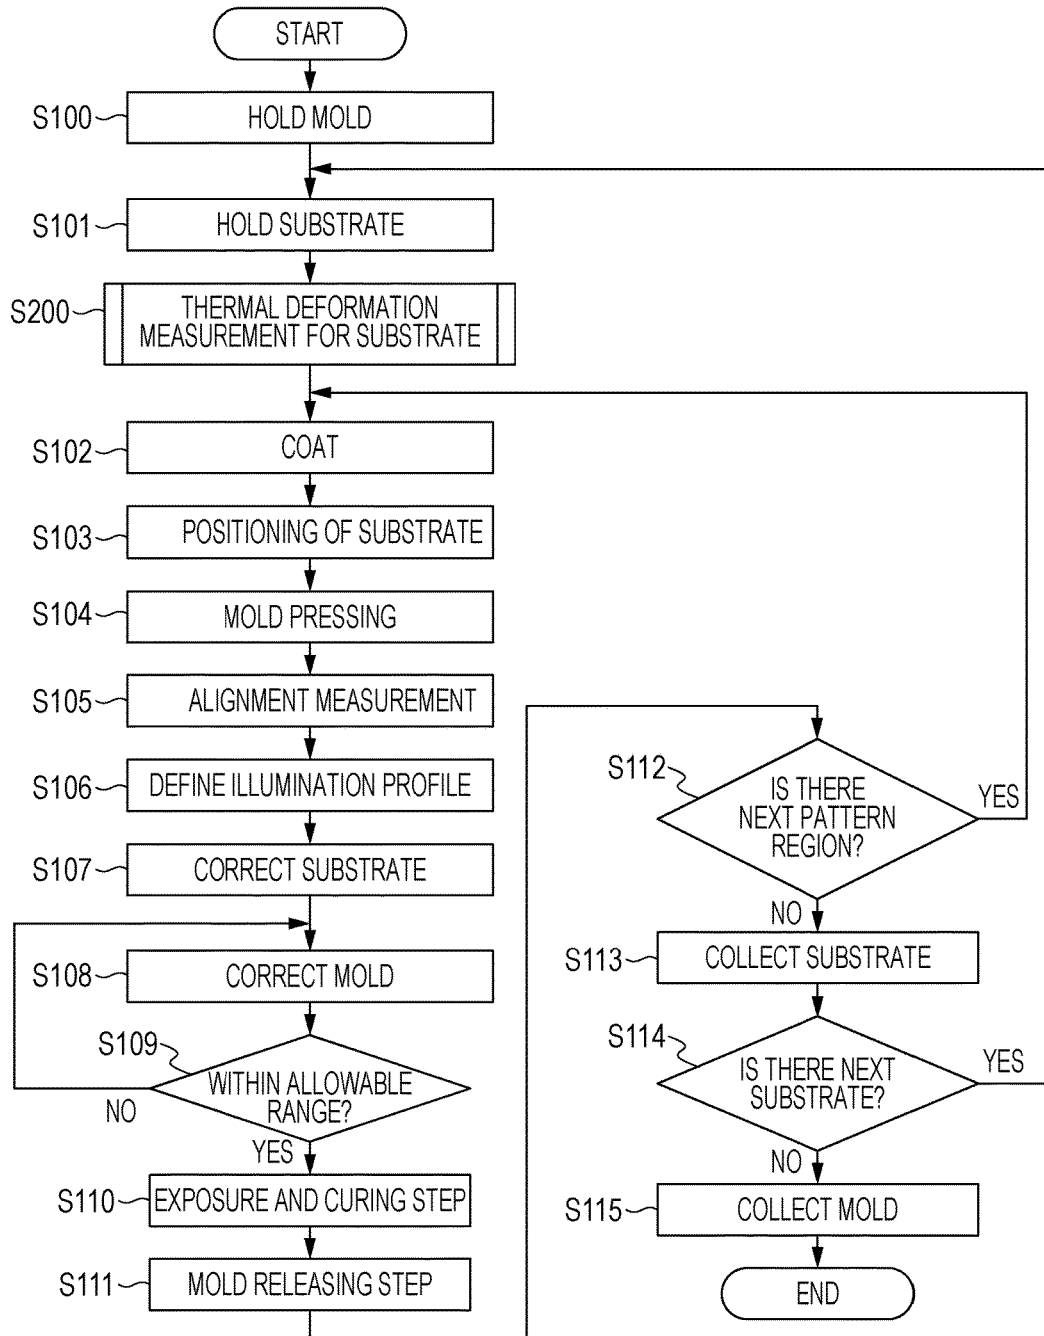 START
S100
HOLD MOLD
S101
HOLD SUBSTRATE
S200
THERMAL DEFORMATION
MEASUREMENT FOR SUBSTRATE
S102
COAT
S103
POSITIONING OF SUBSTRATE
S104
MOLD PRESSING
S105
ALIGNMENT MEASUREMENT
S106
DEFINE ILLUMINATION PROFILE
S107
CORRECT SUBSTRATE
S108
CORRECT MOLD
S109
WITHIN ALLOWABLE
RANGE?
NO
YES
S110
EXPOSURE AND CURING STEP
S111
MOLD RELEASING STEP
S112
IS THERE
NEXT PATTERN
REGION?
YES
NO
S113
COLLECT SUBSTRATE
S114
IS THERE NEXT
SUBSTRATE?
YES
NO
S115
COLLECT MOLD
END